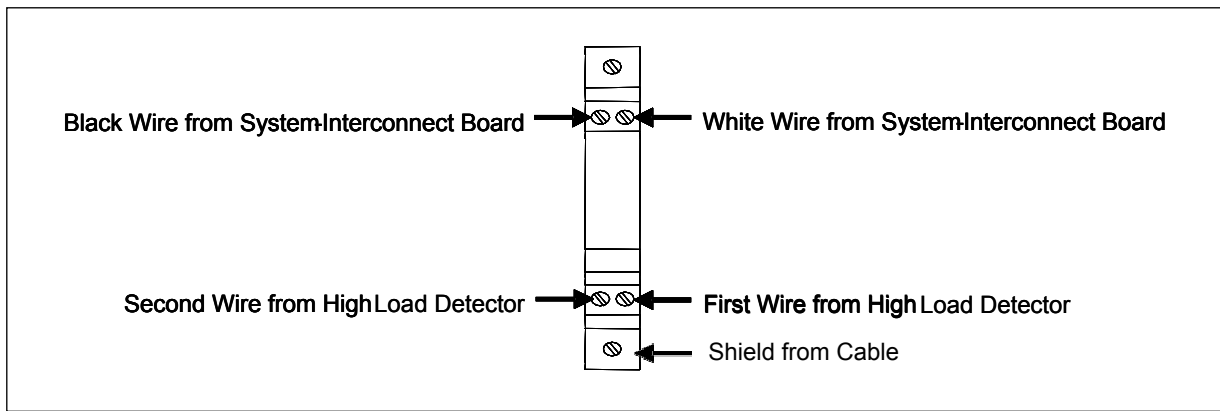 Black Wire from System-Interconnect Board
White Wire from System-Interconnect Board
Second Wire from High Load Detector
First Wire from High Load Detector
Shield from Cable